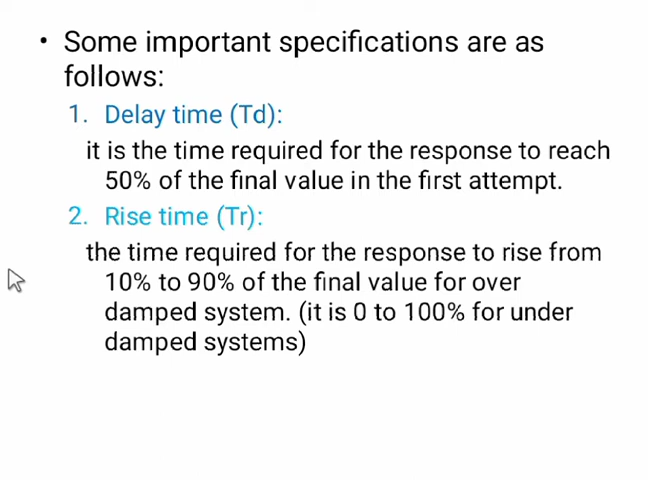 • Some important specifications are as
follows:
1. Delay time (Td):
it is the time required for the response to reach
50% of the final value in the first attempt.
2. Rise time (Tr):
the time required for the response to rise from
10% to 90% of the final value for over
damped system. (it is 0 to 100% for under
damped systems)